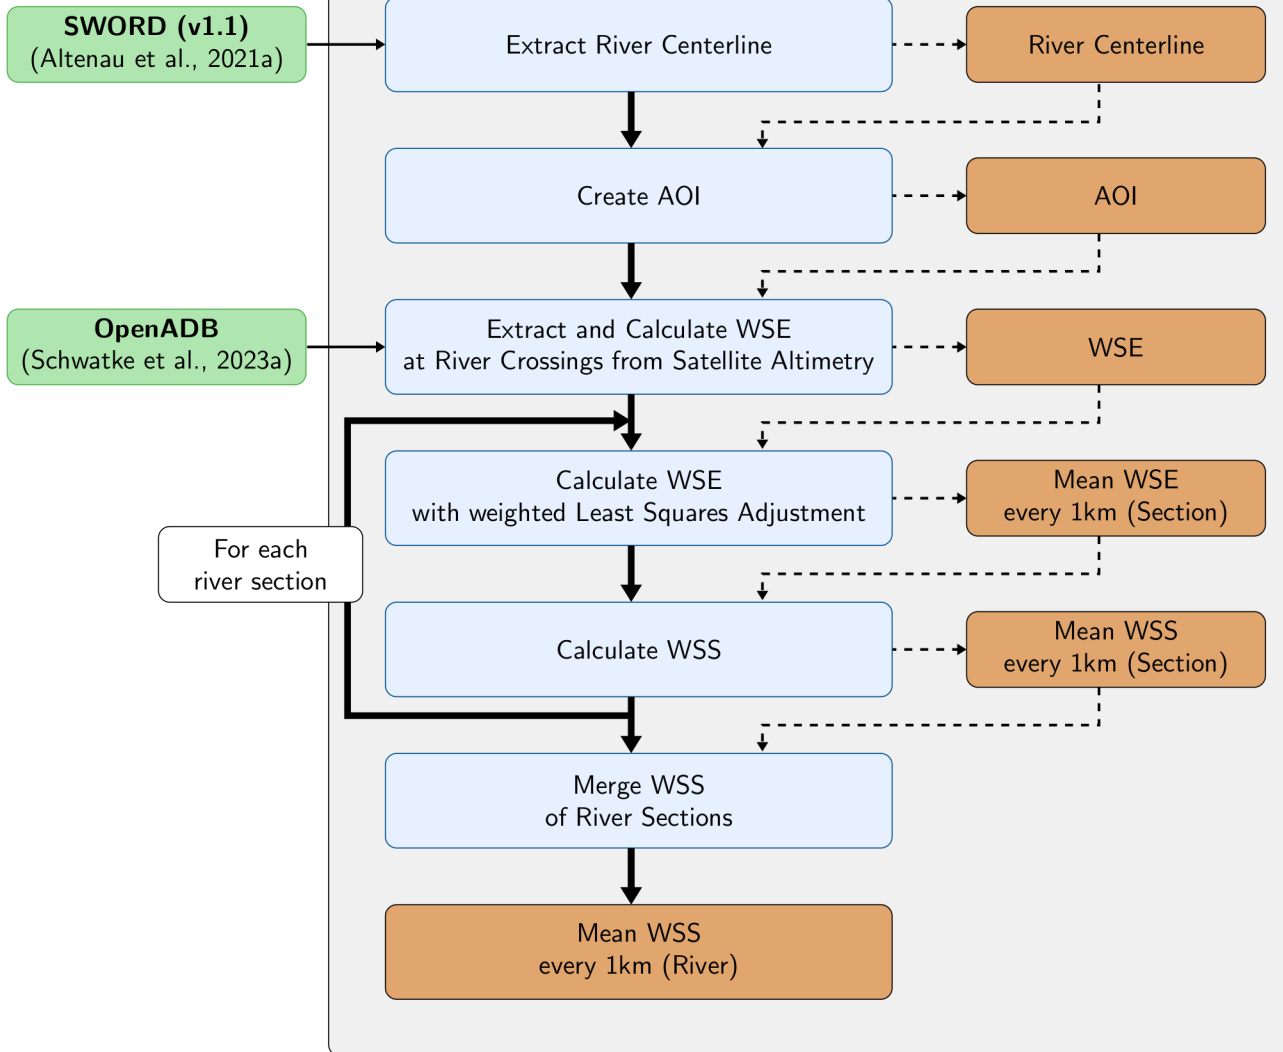 SWORD (v1.1)
(Altenau et al., 2021a)
Extract River Centerline
River Centerline
Create AOI
AOI
OpenADB
(Schwatke et al., 2023a)
Extract and Calculate WSE
at River Crossings from Satellite Altimetry
WSE
Calculate WSE
with weighted Least Squares Adjustment
Mean WSE
every 1km (Section)
For each
river section
Calculate WSS
Mean WSS
every 1km (Section)
Merge WSS
of River Sections
Mean WSS
every 1km (River)